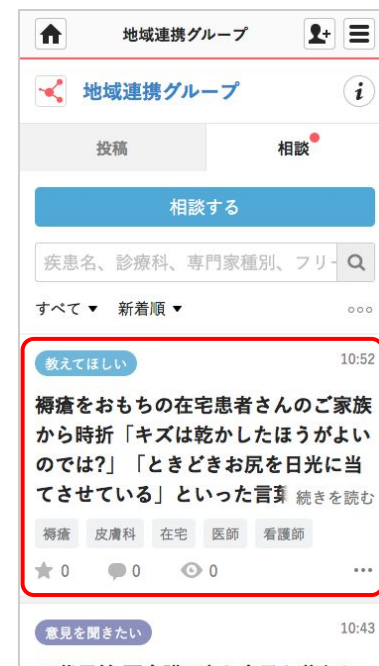 地域連携グループ
地域連携グループ
投稿 相談
相談する
疾患名、診療科、専門家種別、フリー
すべて ▼ 新着順 ▼
教えてほしい 10:52
褥瘡をおもちの在宅患者さんのご家族
から時折「キズは乾かしたほうがよい
のでは?」「ときどきお尻を日光に当
てさせている」といった言葉 続きを読む
褥瘡 皮膚科 在宅 医師 看護師
0 0 0
意見を聞きたい 10:43